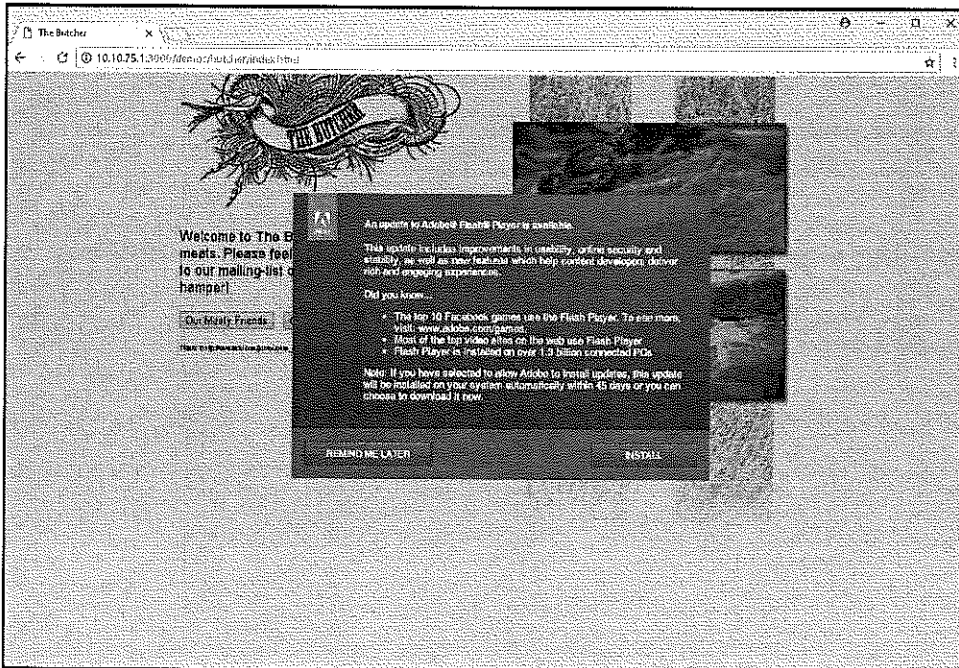 The Butcher
10.10.75.1:3000/demos/butcher/index.html
THE BUTCHER
Welcome to The B
meats. Please feel
to our mailing-list o
hamper!
Our Meaty Friends
An update to Adobe® Flash® Player is available.
This update includes improvements in usability, online security and
stability, as well as new features which help content developers deliver
rich and engaging experiences.
Did you know...
• The top 10 Facebook games use the Flash Player. To see more,
visit: www.adobe.com/games.
• Most of the top video sites on the web use Flash Player
• Flash Player is installed on over 1.3 billion connected PCs
Note: If you have selected to allow Adobe to install updates, this update
will be installed on your system automatically within 45 days or you can
choose to download it now.
REMIND ME LATER
INSTALL